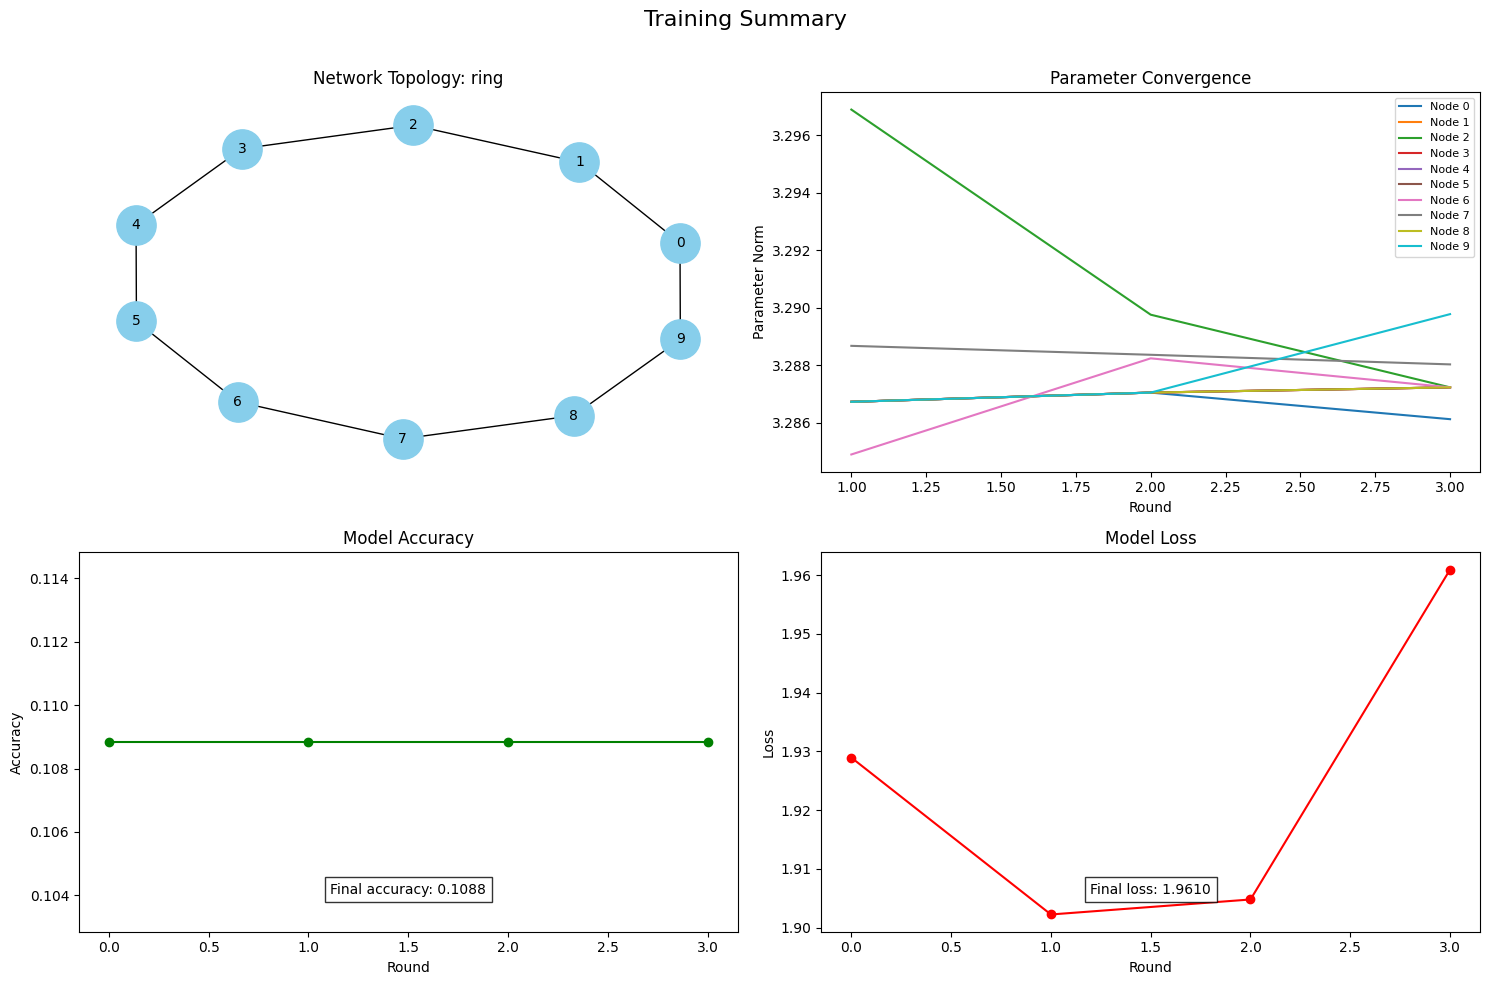 Training Summary
Network Topology: ring
2
3
1
4
0
5
9
6
8
7
Parameter Convergence
Parameter Norm
3.296
3.294
3.292
3.290
3.288
3.286
Node 0
Node 1
Node 2
Node 3
Node 4
Node 5
Node 6
Node 7
Node 8
Node 9
1.00 1.25 1.50 1.75 2.00 2.25 2.50 2.75 3.00
Round
Model Accuracy
Accuracy
0.114
0.112
0.110
0.108
0.106
0.104
Final accuracy: 0.1088
0.0 0.5 1.0 1.5 2.0 2.5 3.0
Round
Model Loss
Loss
1.96
1.95
1.94
1.93
1.92
1.91
1.90
Final loss: 1.9610
0.0 0.5 1.0 1.5 2.0 2.5 3.0
Round